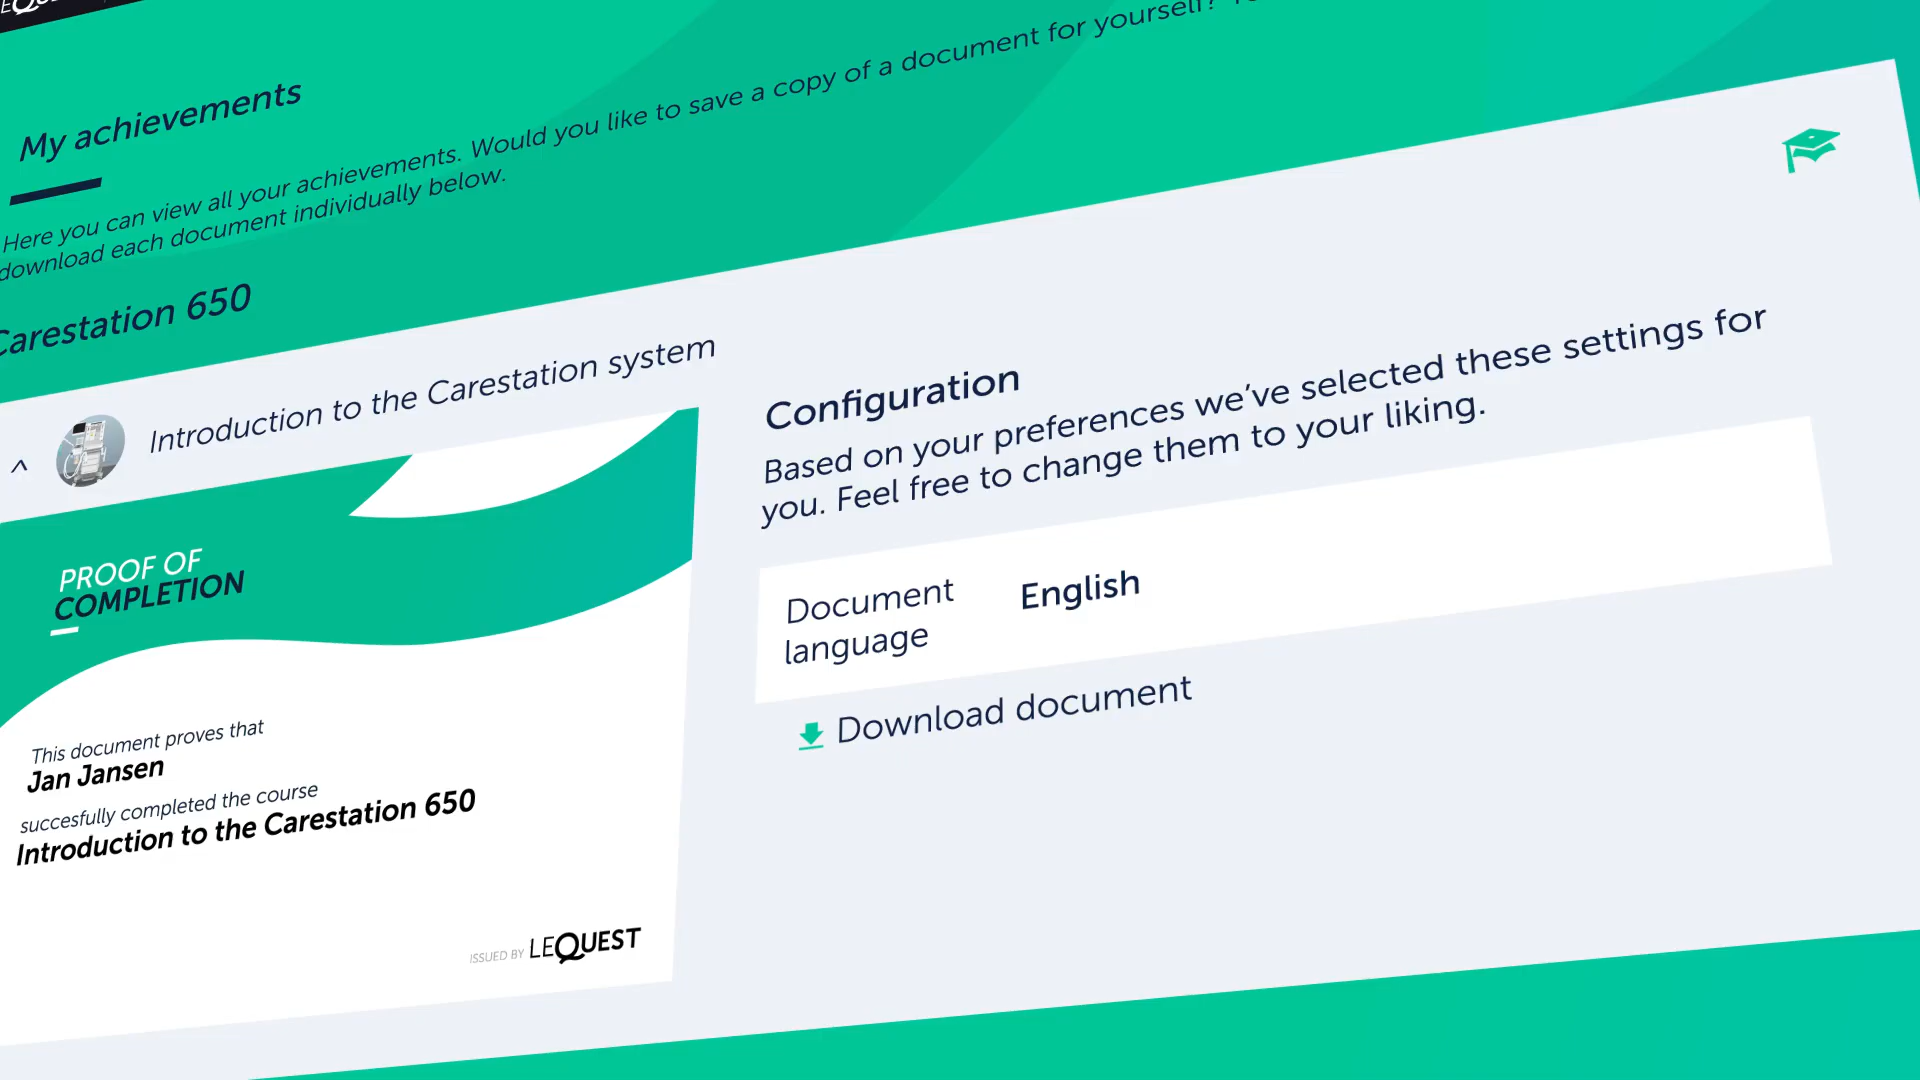 My achievements
Here you can view all your achievements. Would you like to save a copy of a document for yourself?
download each document individually below.
Carestation 650
Introduction to the Carestation system
PROOF OF
COMPLETION
This document proves that
Jan Jansen
succesfully completed the course
Introduction to the Carestation 650
ISSUED BY LEQUEST
Configuration
Based on your preferences we've selected these settings for
you. Feel free to change them to your liking.
Document
language
English
Download document